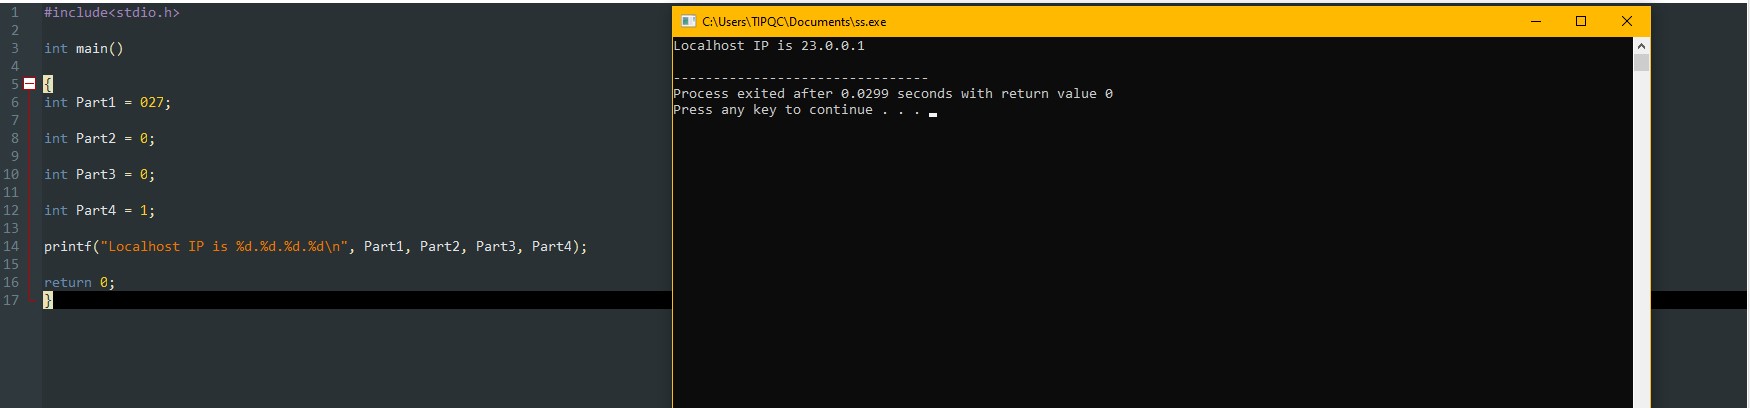 1 #include<stdio.h>
2
3 int main()
4
5 {
6 int Part1 = 027;
7
8 int Part2 = 0;
9
10 int Part3 = 0;
11
12 int Part4 = 1;
13
14 printf("Localhost IP is %d.%d.%d.%d\n", Part1, Part2, Part3, Part4);
15
16 return 0;
17 }
C:\Users\TIPQC\Documents\ss.exe
Localhost IP is 23.0.0.1
--------------------------------
Process exited after 0.0299 seconds with return value 0
Press any key to continue . . .